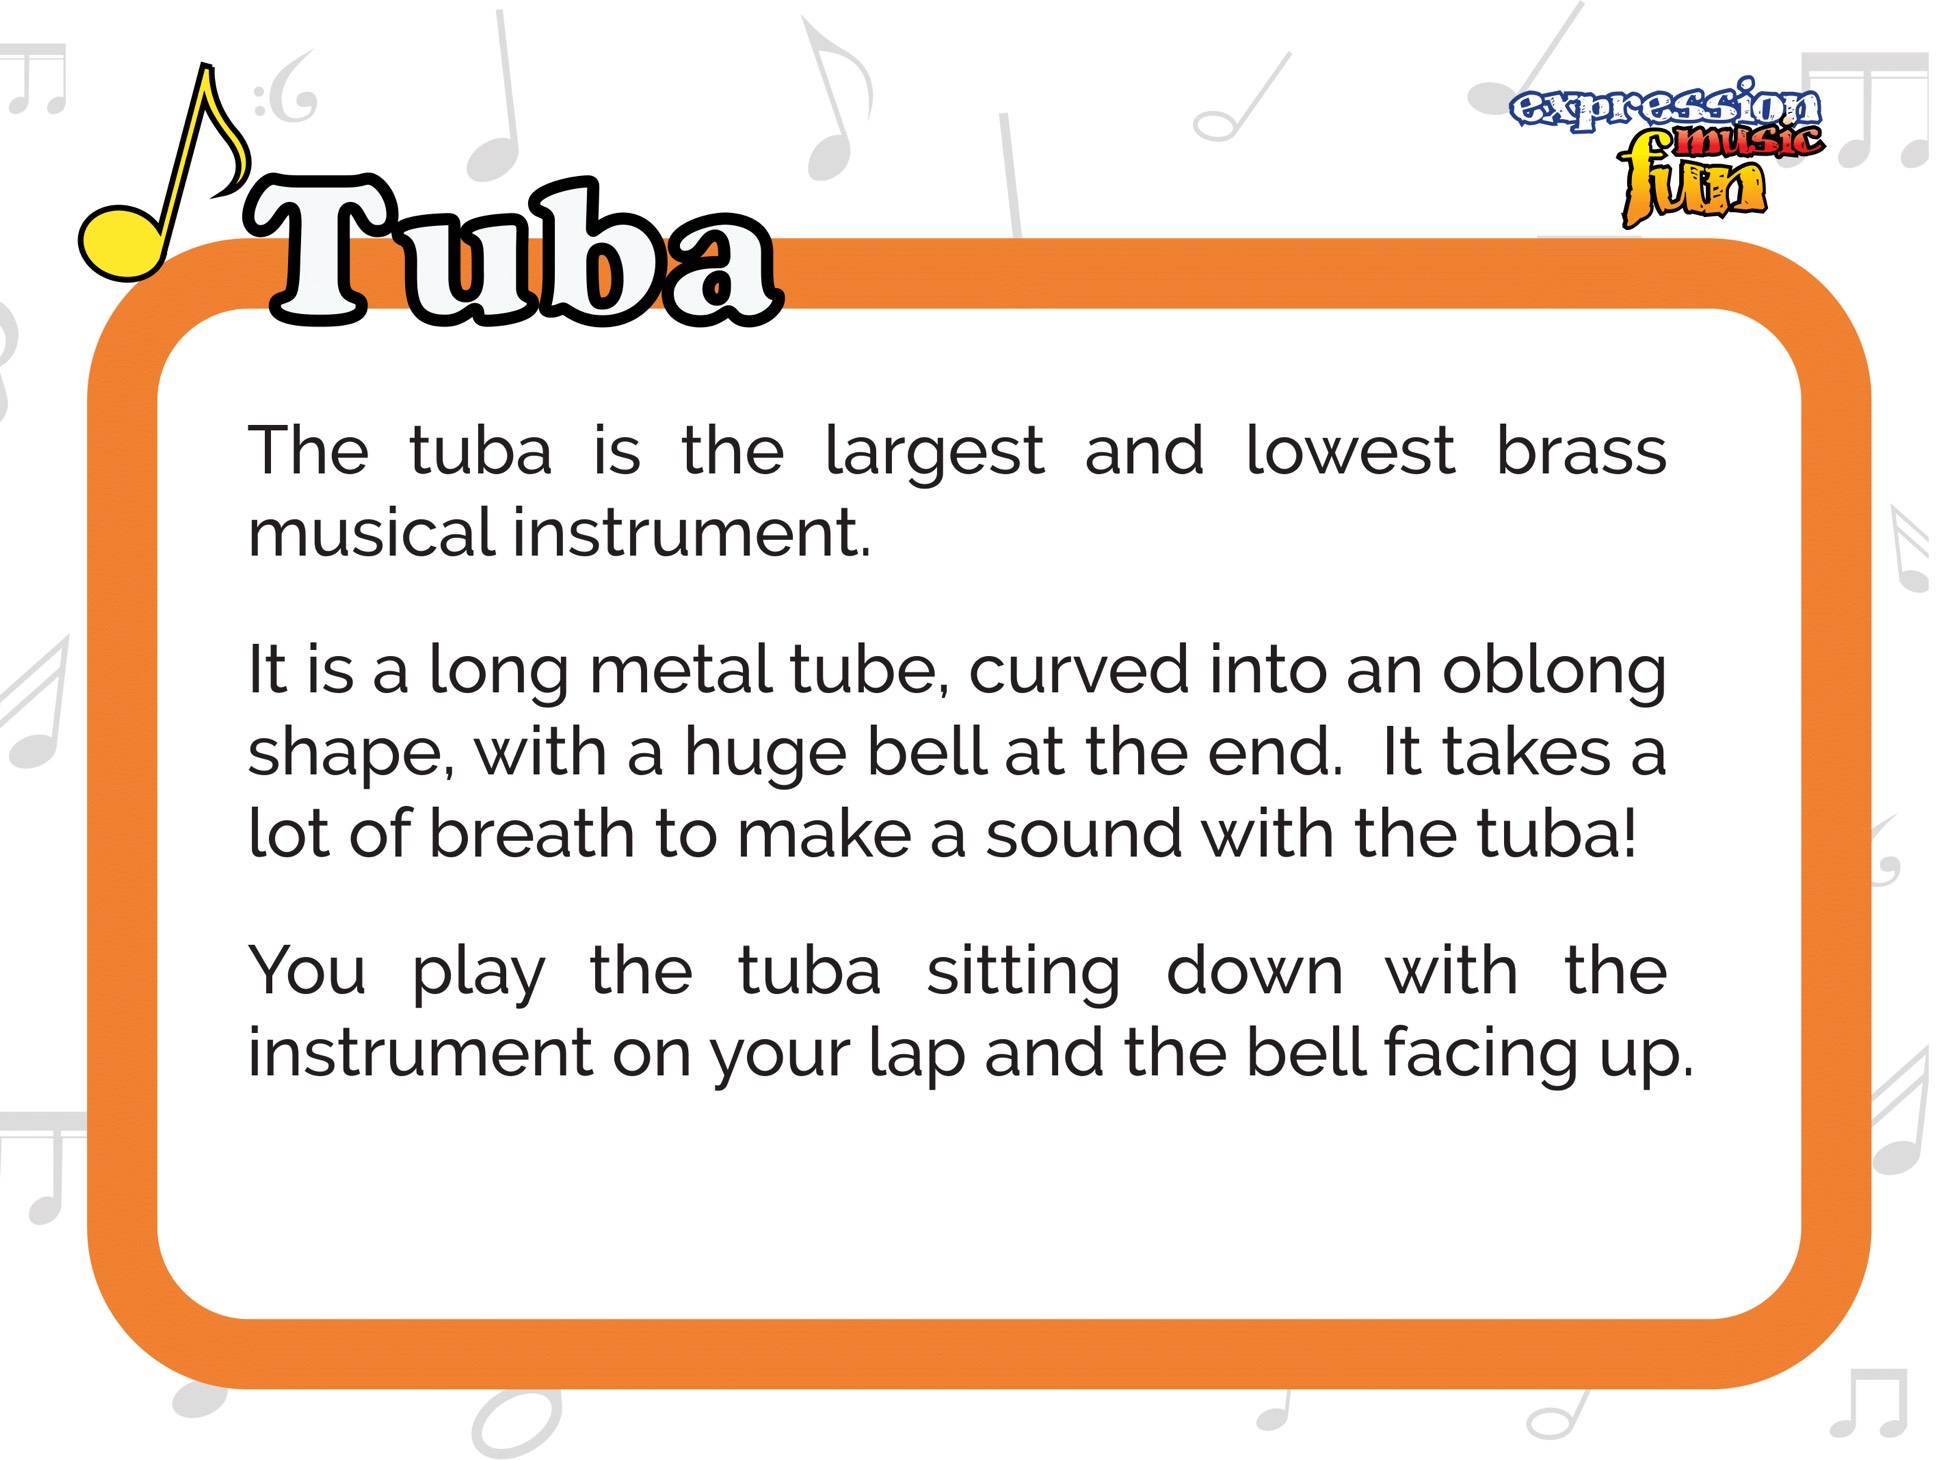 expression
music
fun
Tuba
The tuba is the largest and lowest brass
musical instrument.
It is a long metal tube, curved into an oblong
shape, with a huge bell at the end.  It takes a
lot of breath to make a sound with the tuba!
You play the tuba sitting down with the
instrument on your lap and the bell facing up.